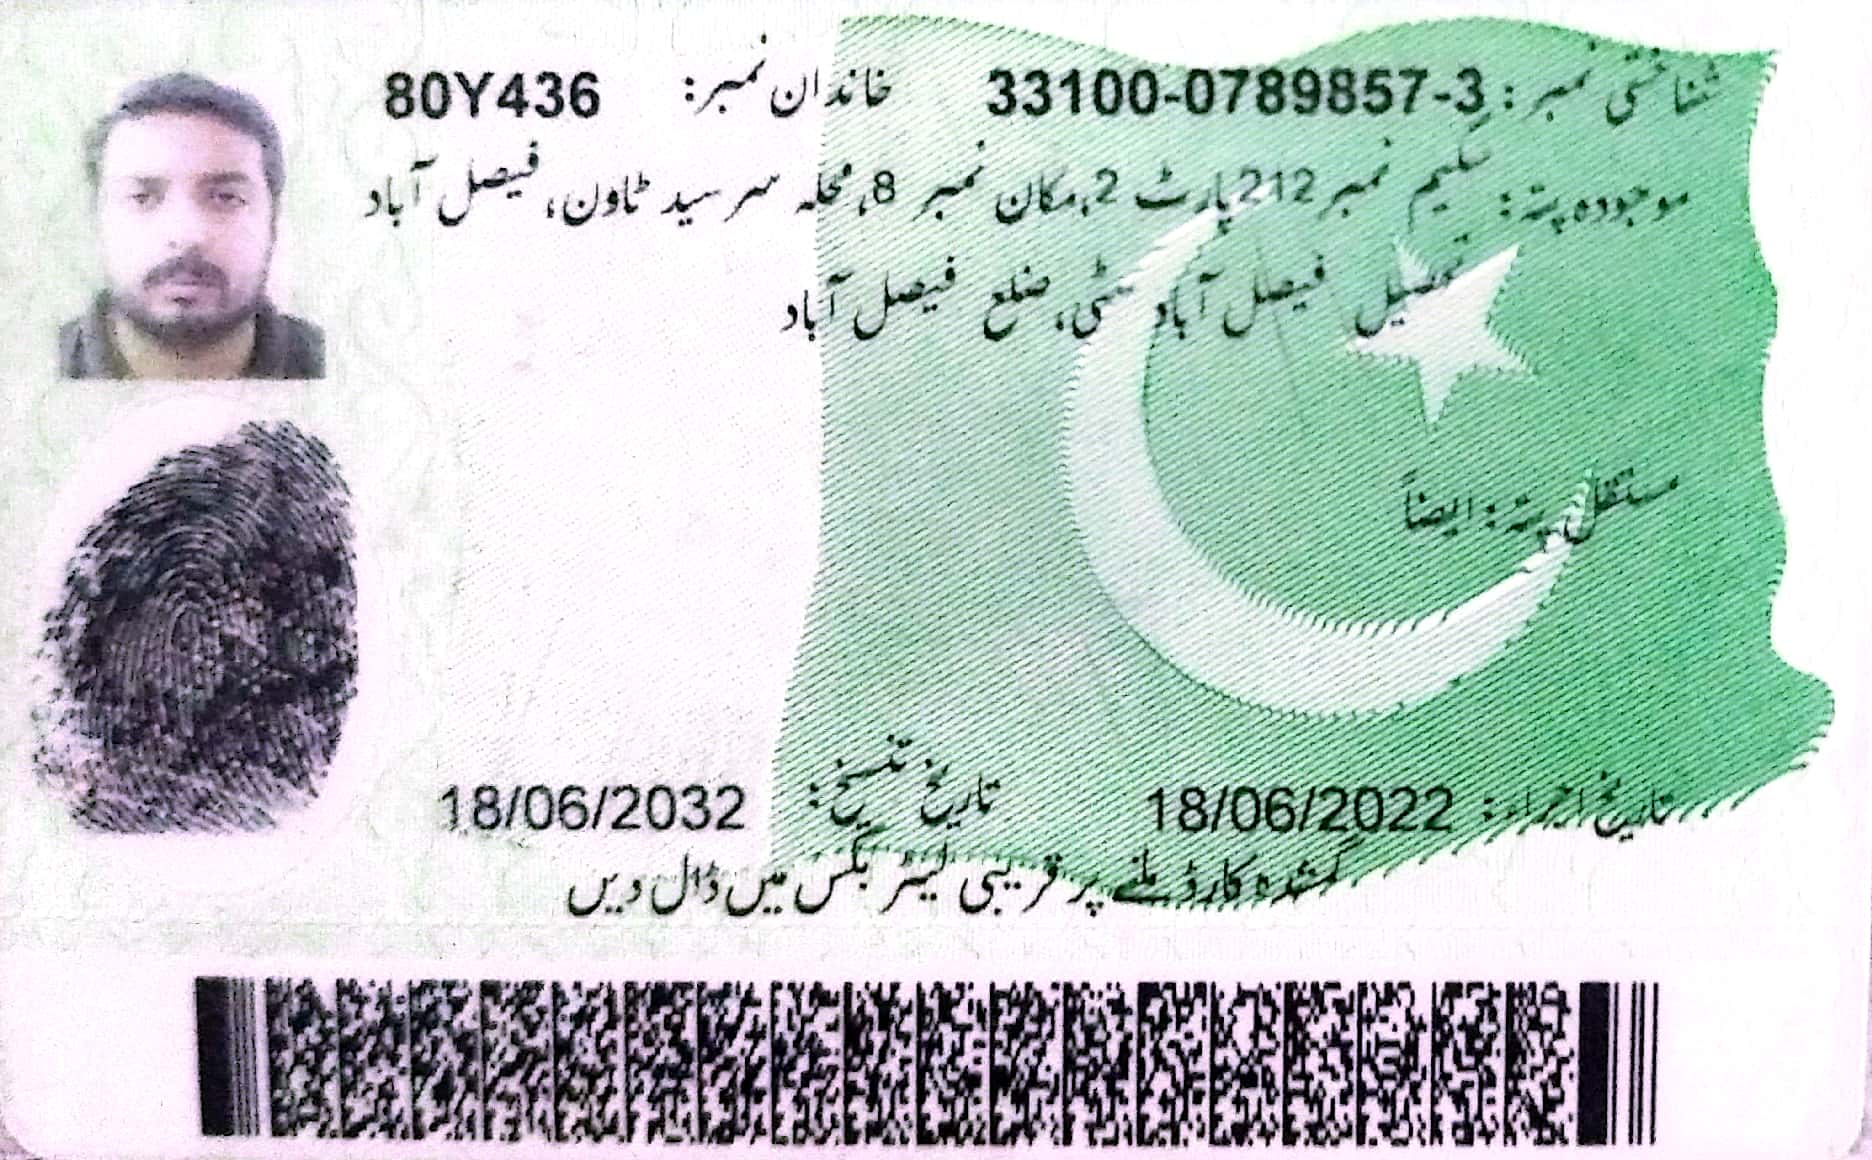 شناختی نمبر: 33100-0789857-3 خاندان نمبر: 80Y436
موجودہ پتہ: سکیم نمبر 212 پارٹ 2، مکان نمبر 8، محلہ سر سید ٹاون، فیصل آباد
تحصیل فیصل آباد سٹی، ضلع فیصل آباد
مستقل پتہ: ایضاً
تاریخ اجراء: 18/06/2022 تاریخ تنسیخ: 18/06/2032
گمشدہ کارڈ ملنے پر قریبی لیٹر بکس میں ڈال دیں